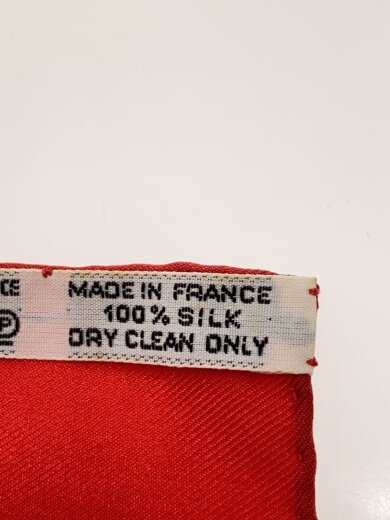 MADE IN FRANCE
100% SILK
DRY CLEAN ONLY
P